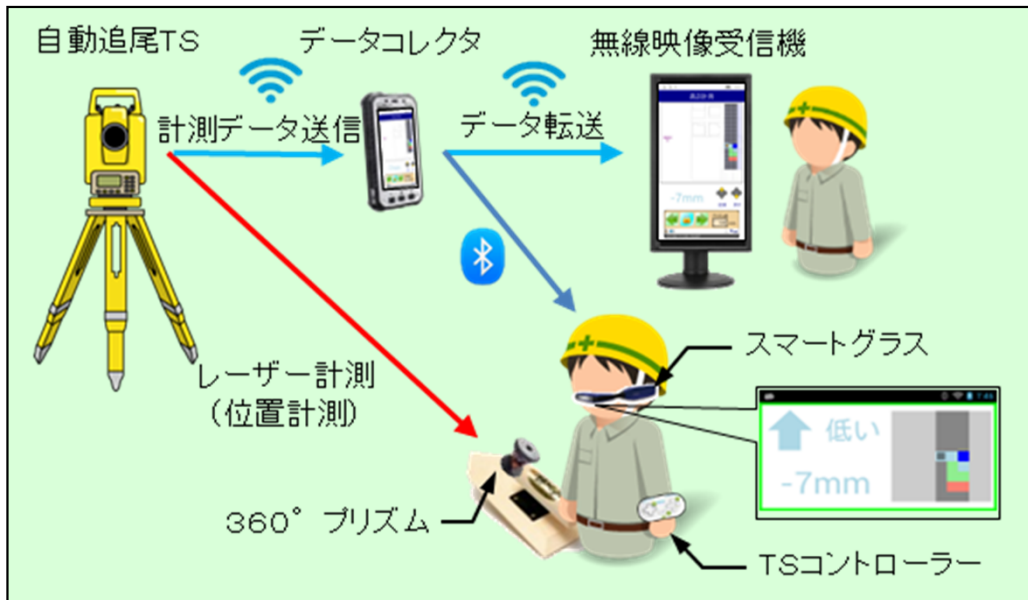 自動追尾TS
データコレクタ
無線映像受信機
計測データ送信
データ転送
-7mm
スマートグラス
レーザー計測
(位置計測)
低い
-7mm
360°プリズム
TSコントローラー